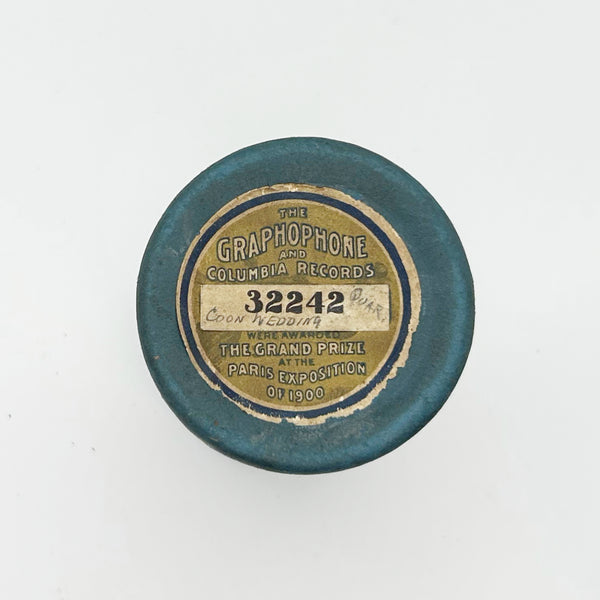 THE
GRAPHOPHONE
AND
COLUMBIA RECORDS
32242 QUAR.
COON WEDDING
WERE AWARDED
THE GRAND PRIZE
AT THE
PARIS EXPOSITION
OF 1900